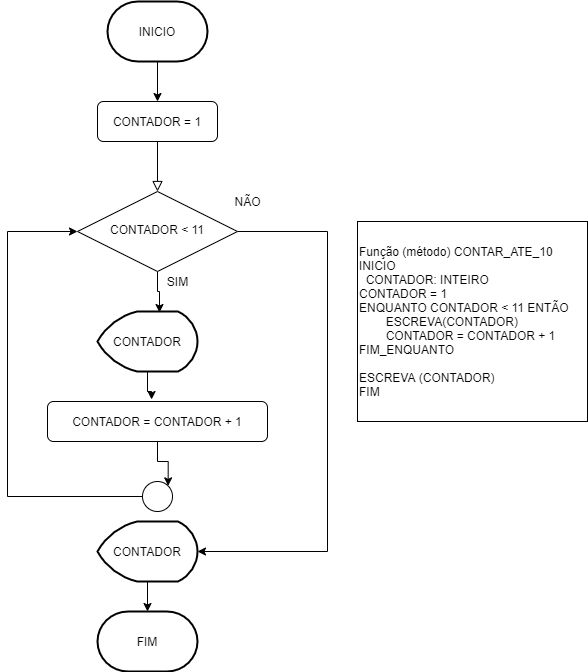 INICIO
CONTADOR = 1
NÃO
CONTADOR < 11
SIM
CONTADOR
CONTADOR = CONTADOR + 1
CONTADOR
FIM
Função (método) CONTAR_ATE_10
INICIO
CONTADOR: INTEIRO
CONTADOR = 1
ENQUANTO CONTADOR < 11 ENTÃO
ESCREVA(CONTADOR)
CONTADOR = CONTADOR + 1
FIM_ENQUANTO
ESCREVA (CONTADOR)
FIM